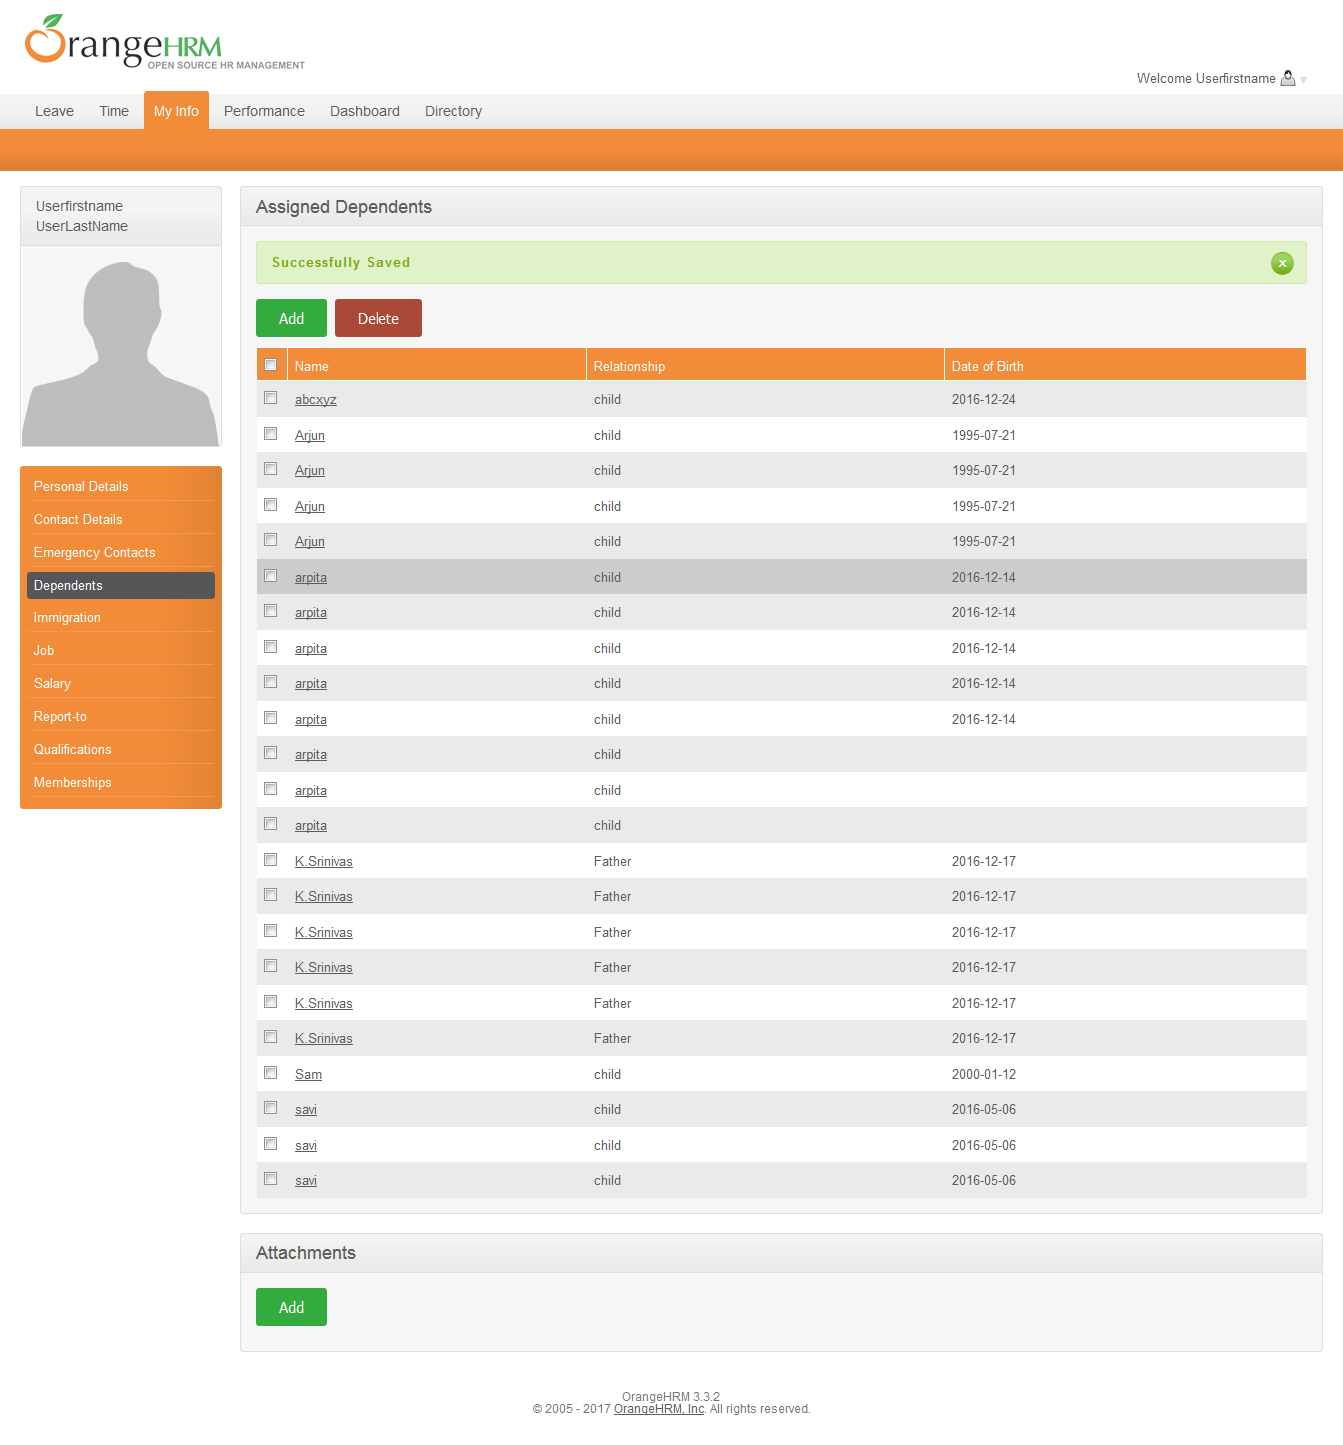 OrangeHRM
OPEN SOURCE HR MANAGEMENT
Welcome Userfirstname
Leave Time My Info Performance Dashboard Directory
Userfirstname
UserLastName
Personal Details
Contact Details
Emergency Contacts
Dependents
Immigration
Job
Salary
Report-to
Qualifications
Memberships
Assigned Dependents
Successfully Saved x
Add Delete
Name Relationship Date of Birth
abcxyz child 2016-12-24
Arjun child 1995-07-21
Arjun child 1995-07-21
Arjun child 1995-07-21
Arjun child 1995-07-21
arpita child 2016-12-14
arpita child 2016-12-14
arpita child 2016-12-14
arpita child 2016-12-14
arpita child 2016-12-14
arpita child
arpita child
arpita child
K.Srinivas Father 2016-12-17
K.Srinivas Father 2016-12-17
K.Srinivas Father 2016-12-17
K.Srinivas Father 2016-12-17
K.Srinivas Father 2016-12-17
K.Srinivas Father 2016-12-17
Sam child 2000-01-12
savi child 2016-05-06
savi child 2016-05-06
savi child 2016-05-06
Attachments
Add
OrangeHRM 3.3.2
© 2005 - 2017 OrangeHRM, Inc. All rights reserved.